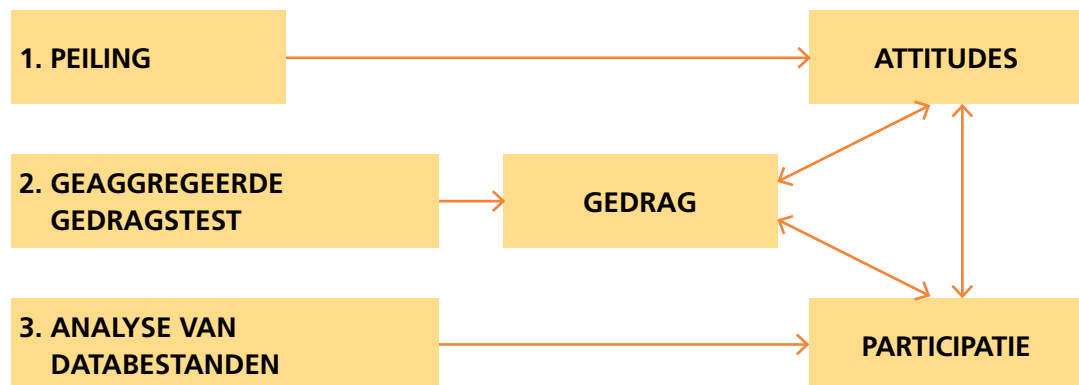 1. PEILING
ATTITUDES
2. GEAGGREGEERDE
GEDRAGSTEST
GEDRAG
3. ANALYSE VAN
DATABESTANDEN
PARTICIPATIE